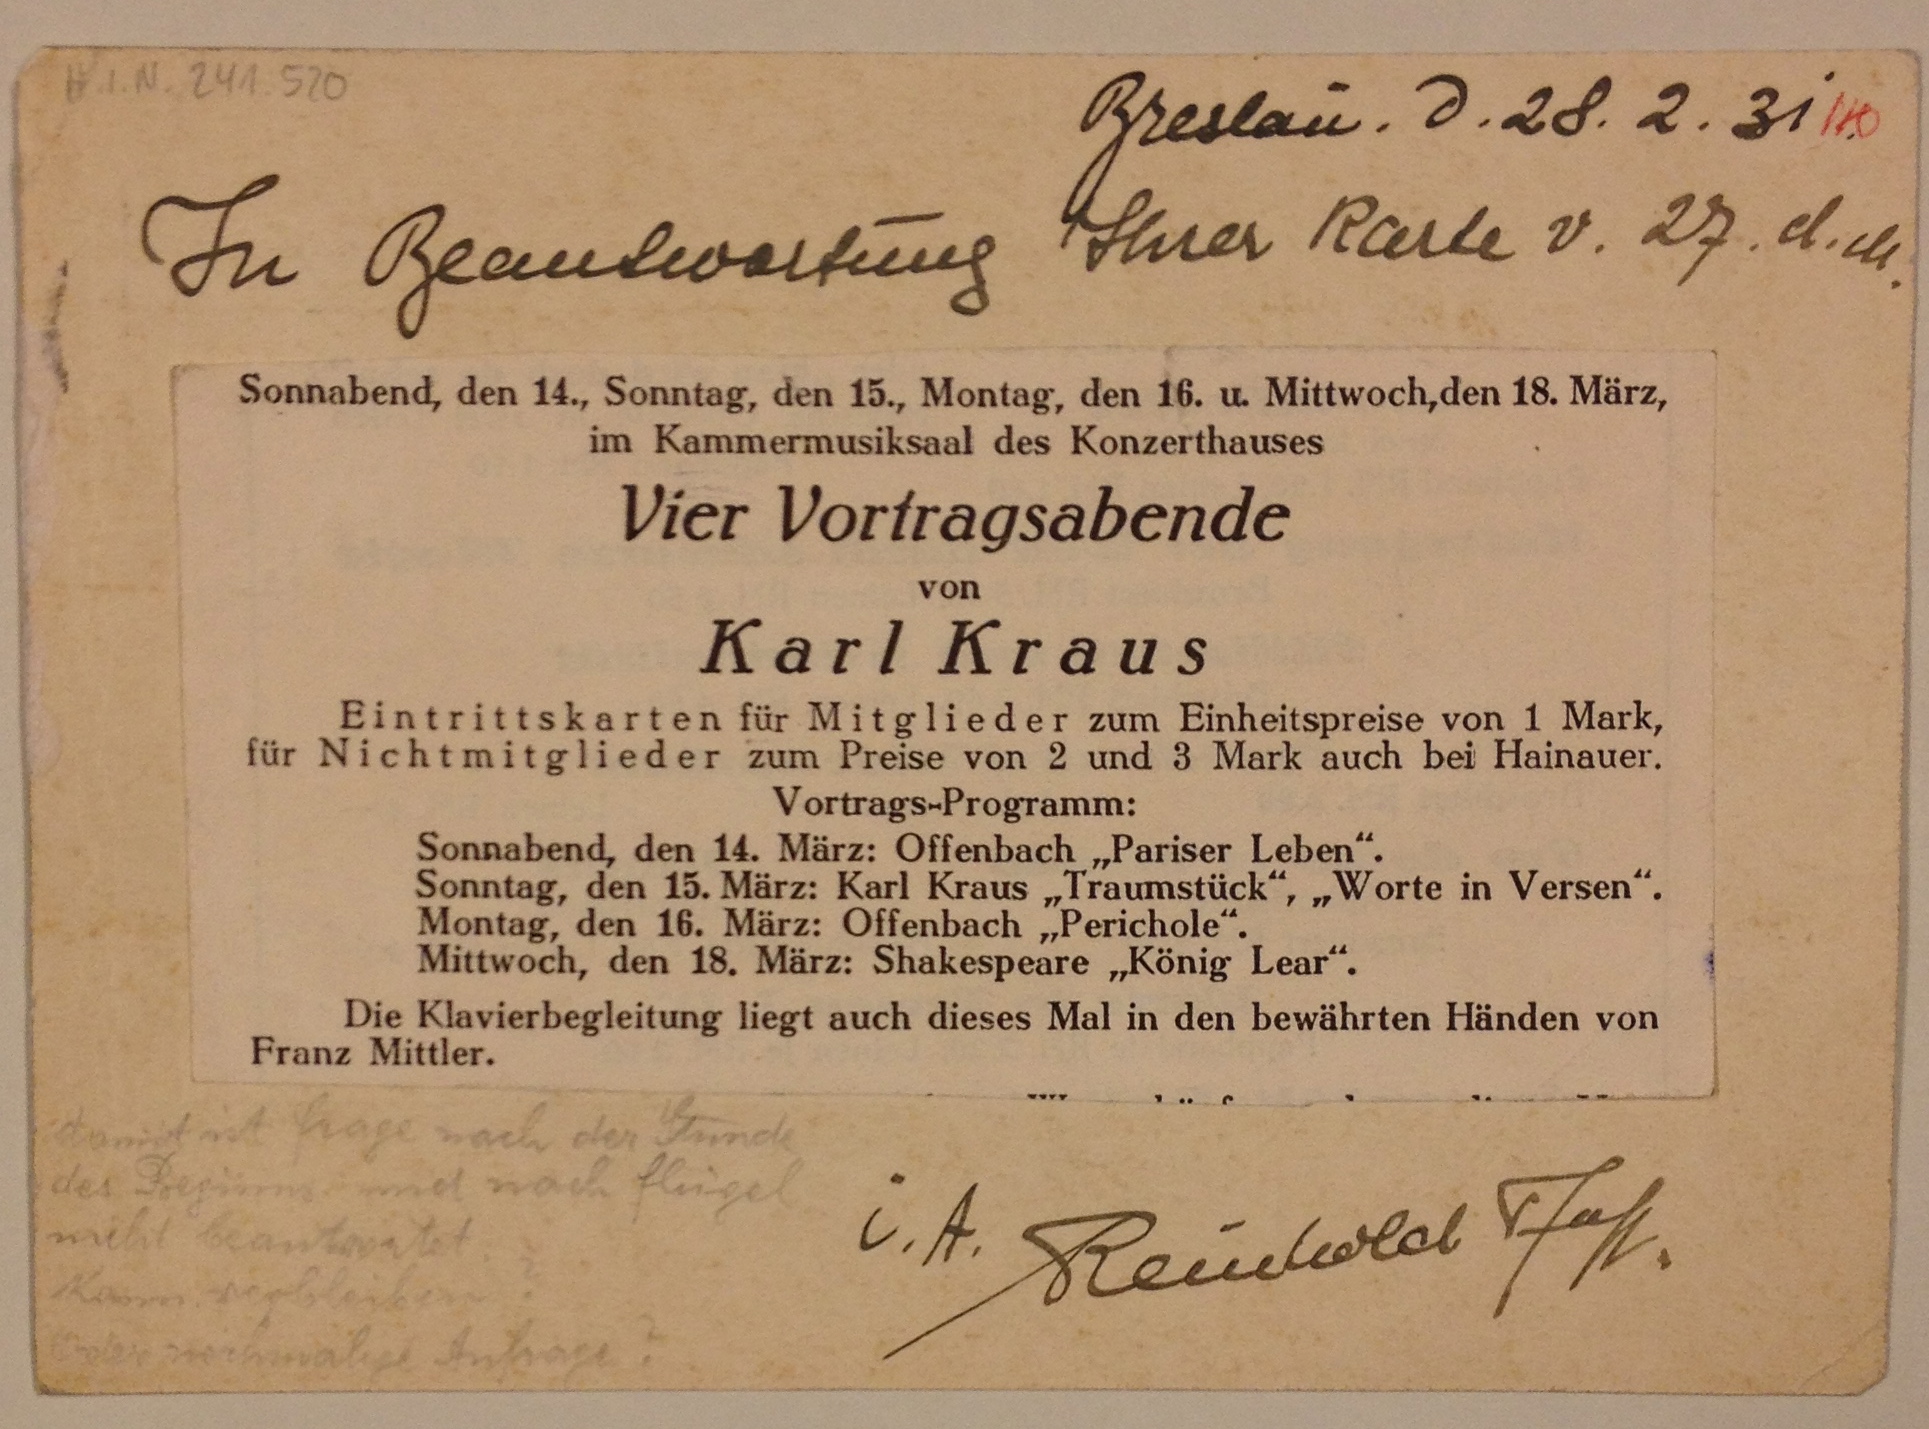 H.I.N. 241.520
Breslau. d. 28. 2. 31
In Beantwortung Ihrer Karte v. 27. d. M.
Sonnabend, den 14., Sonntag, den 15., Montag, den 16. u. Mittwoch,den 18. März,
im Kammermusiksaal des Konzerthauses
Vier Vortragsabende
von
Karl Kraus
Eintrittskarten für Mitglieder zum Einheitspreise von 1 Mark,
für Nichtmitglieder zum Preise von 2 und 3 Mark auch bei Hainauer.
Vortrags-Programm:
Sonnabend, den 14. März: Offenbach „Pariser Leben“.
Sonntag, den 15. März: Karl Kraus „Traumstück“, „Worte in Versen“.
Montag, den 16. März: Offenbach „Perichole“.
Mittwoch, den 18. März: Shakespeare „König Lear“.
Die Klavierbegleitung liegt auch dieses Mal in den bewährten Händen von
Franz Mittler.
damit ist Frage nach der Stunde
des Beginns und nach Flügel
nicht beantwortet.
Kann wegbleiben ?
Oder nochmalige Anfrage ?
i. A. Reinhold